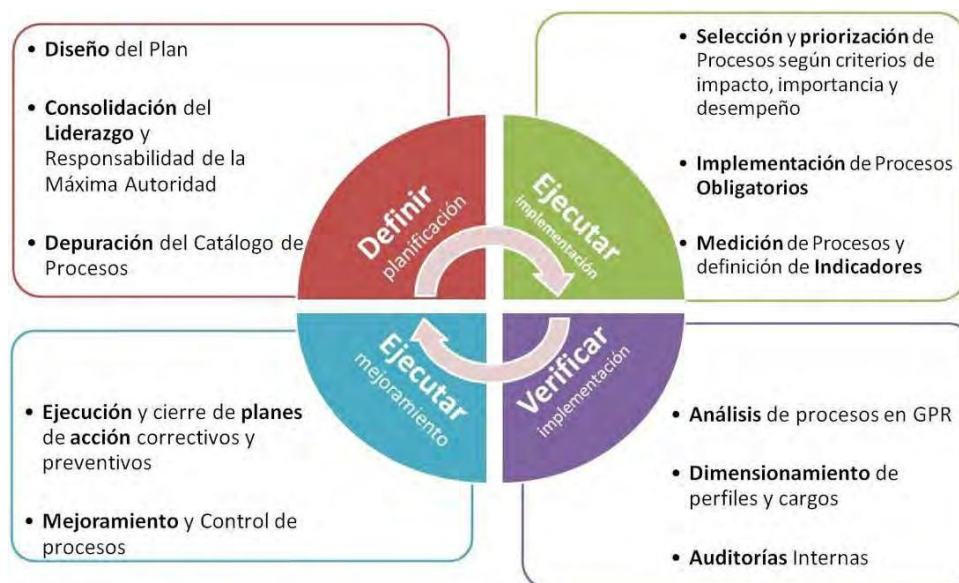 • Diseño del Plan
• Consolidación del
Liderazgo y
Responsabilidad de la
Máxima Autoridad
• Depuración del Catálogo de
Procesos
• Selección y priorización de
Procesos según criterios de
impacto, importancia y
desempeño
• Implementación de Procesos
Obligatorios
• Medición de Procesos y
definición de Indicadores
Definir
planificación
Ejecutar
implementación
Ejecutar
mejoramiento
Verificar
implementación
• Ejecución y cierre de planes
de acción correctivos y
preventivos
• Mejoramiento y Control de
procesos
• Análisis de procesos en GPR
• Dimensionamiento de
perfiles y cargos
• Auditorías Internas